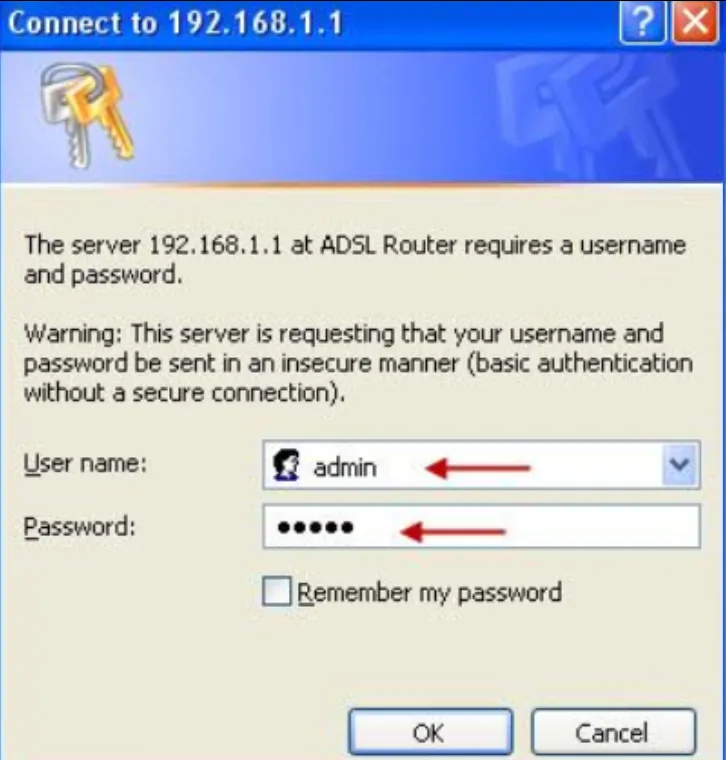 Connect to 192.168.1.1
The server 192.168.1.1 at ADSL Router requires a username
and password.
Warning: This server is requesting that your username and
password be sent in an insecure manner (basic authentication
without a secure connection).
User name: admin
Password: •••••
Remember my password
OK Cancel